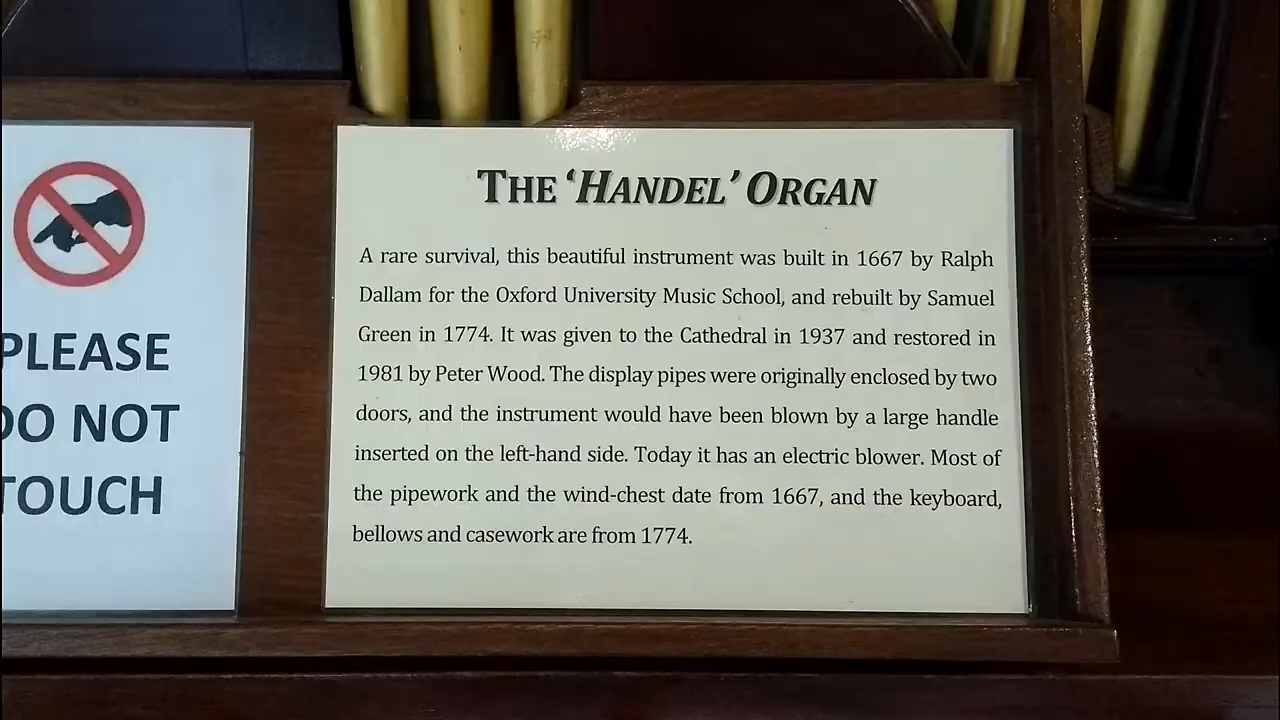 PLEASE
DO NOT
TOUCH
THE ‘HANDEL’ ORGAN
A rare survival, this beautiful instrument was built in 1667 by Ralph
Dallam for the Oxford University Music School, and rebuilt by Samuel
Green in 1774. It was given to the Cathedral in 1937 and restored in
1981 by Peter Wood. The display pipes were originally enclosed by two
doors, and the instrument would have been blown by a large handle
inserted on the left-hand side. Today it has an electric blower. Most of
the pipework and the wind-chest date from 1667, and the keyboard,
bellows and casework are from 1774.